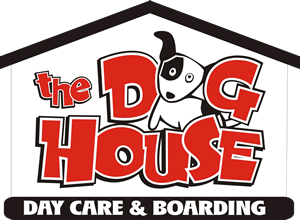 the DOG
HOUSE
DAY CARE & BOARDING